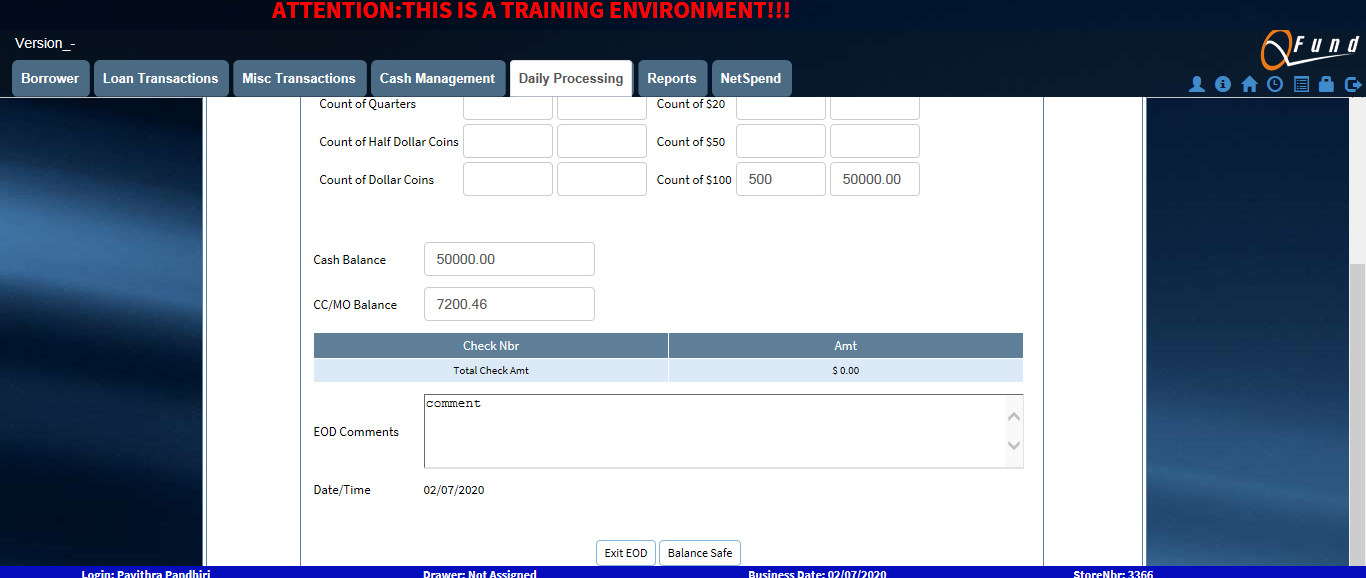 ATTENTION:THIS IS A TRAINING ENVIRONMENT!!!
Version_-
QFund
Borrower Loan Transactions Misc Transactions Cash Management Daily Processing Reports NetSpend
Count of Quarters Count of $20
Count of Half Dollar Coins Count of $50
Count of Dollar Coins Count of $100 500 50000.00
Cash Balance 50000.00
CC/MO Balance 7200.46
Check Nbr Amt
Total Check Amt $ 0.00
comment
EOD Comments
Date/Time 02/07/2020
Exit EOD Balance Safe
Login: Pavithra Pandhiri Drawer: Not Assigned Business Date: 02/07/2020 StoreNbr: 3366